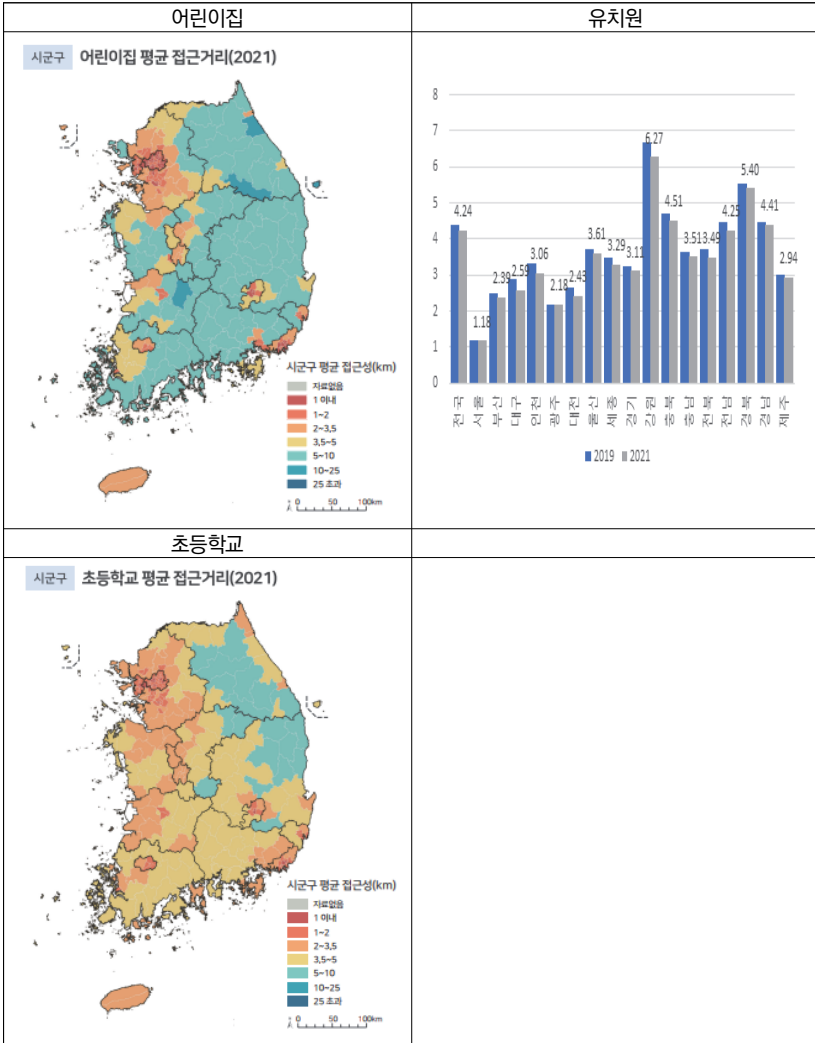 어린이집
유치원
시군구 어린이집 평균 접근거리(2021)
시군구 평균 접근성(km)
자료없음
1 이내
1~2
2~3.5
3.5~5
5~10
10~25
25 초과
0 50 100km
8
7
6
5
4
3
2
1
0
4.24
1.18
2.39
2.59
3.06
2.18
2.43
3.61
3.29
3.11
6.27
4.51
3.51
3.49
4.25
5.40
4.41
2.94
전국
서울
부산
대구
인천
광주
대전
울산
세종
경기
강원
충북
충남
전북
전남
경북
경남
제주
2019 2021
초등학교
시군구 초등학교 평균 접근거리(2021)
시군구 평균 접근성(km)
자료없음
1 이내
1~2
2~3.5
3.5~5
5~10
10~25
25 초과
0 50 100km